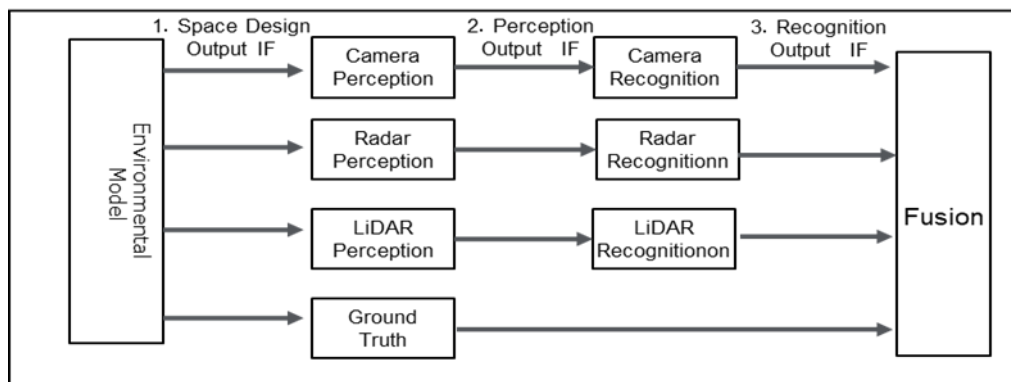 1. Space Design
Output IF
2. Perception
Output IF
3. Recognition
Output IF
Environmental
Model
Camera
Perception
Camera
Recognition
Radar
Perception
Radar
Recognitionn
LiDAR
Perception
LiDAR
Recognitionon
Ground
Truth
Fusion